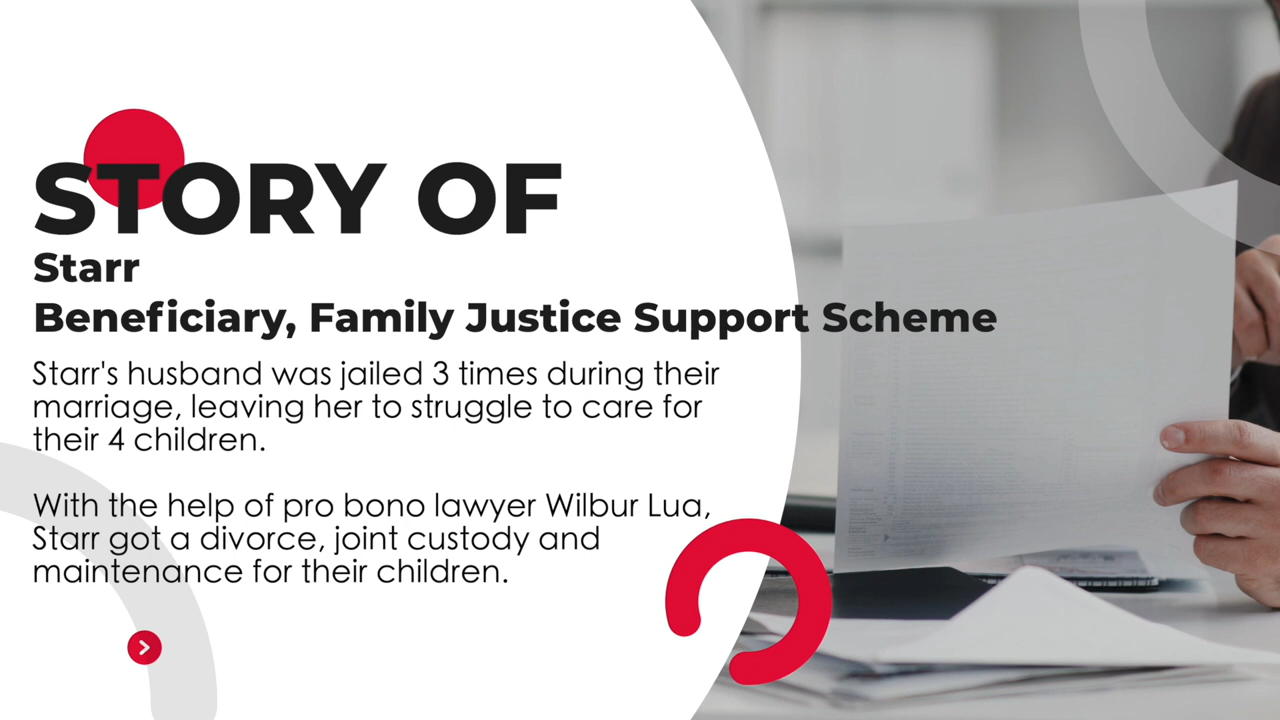 STORY OF
Starr
Beneficiary, Family Justice Support Scheme
Starr's husband was jailed 3 times during their
marriage, leaving her to struggle to care for
their 4 children.
With the help of pro bono lawyer Wilbur Lua,
Starr got a divorce, joint custody and
maintenance for their children.